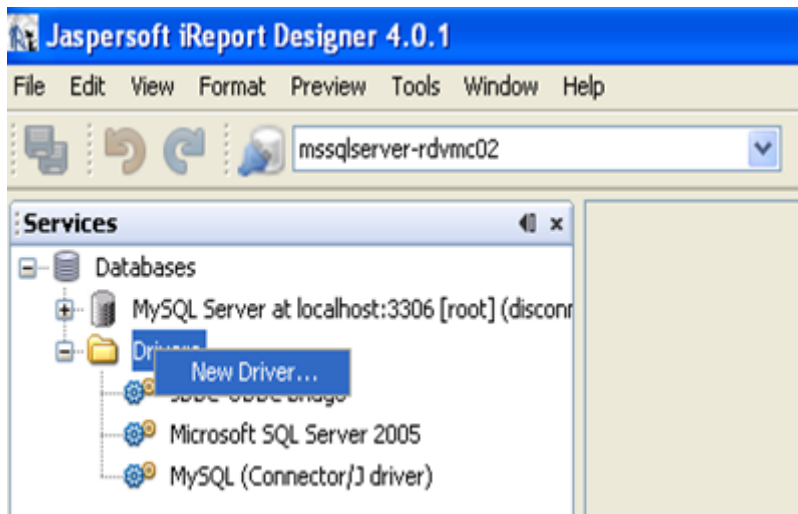 Jaspersoft iReport Designer 4.0.1
File Edit View Format Preview Tools Window Help
mssqlserver-rdvmc02
Services
Databases
MySQL Server at localhost:3306 [root] (disconn
Drivers
New Driver...
Microsoft SQL Server 2005
MySQL (Connector/J driver)